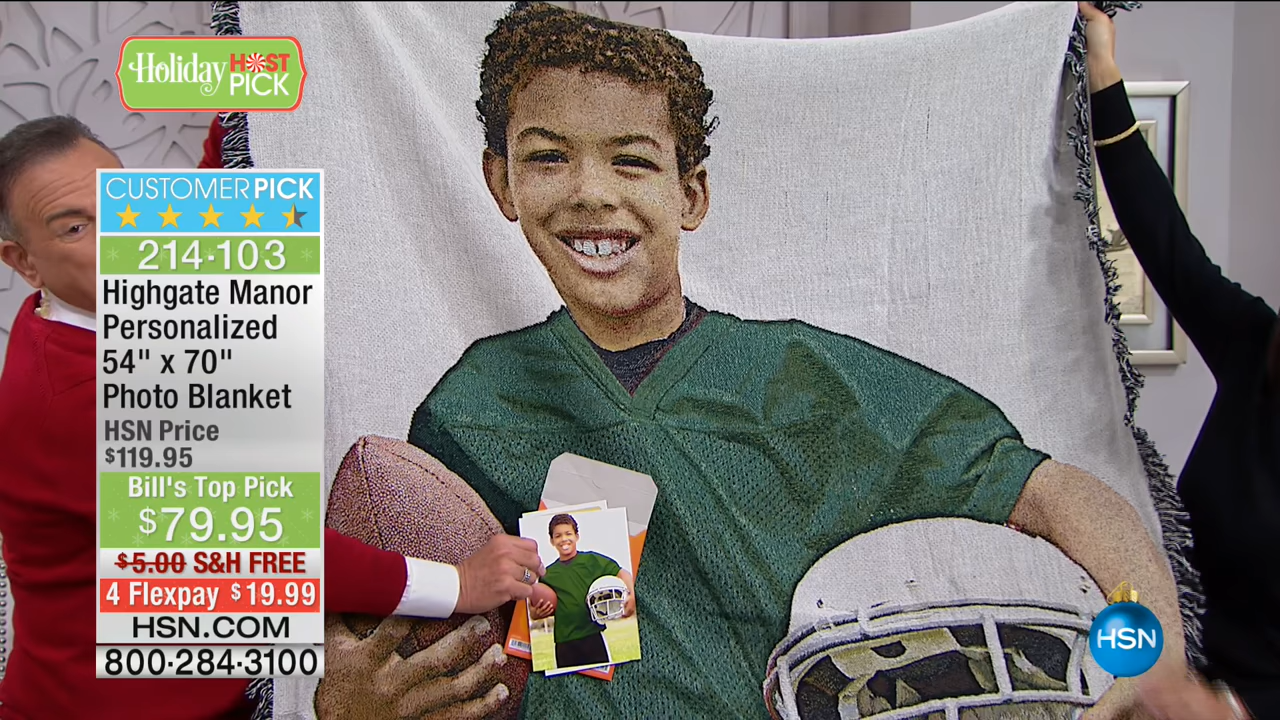 Holiday HOST
PICK
CUSTOMER PICK
214·103
Highgate Manor
Personalized
54" x 70"
Photo Blanket
HSN Price
$119.95
Bill's Top Pick
$79.95
$5.00 S&H FREE
4 Flexpay $19.99
HSN.COM
800·284·3100
HSN